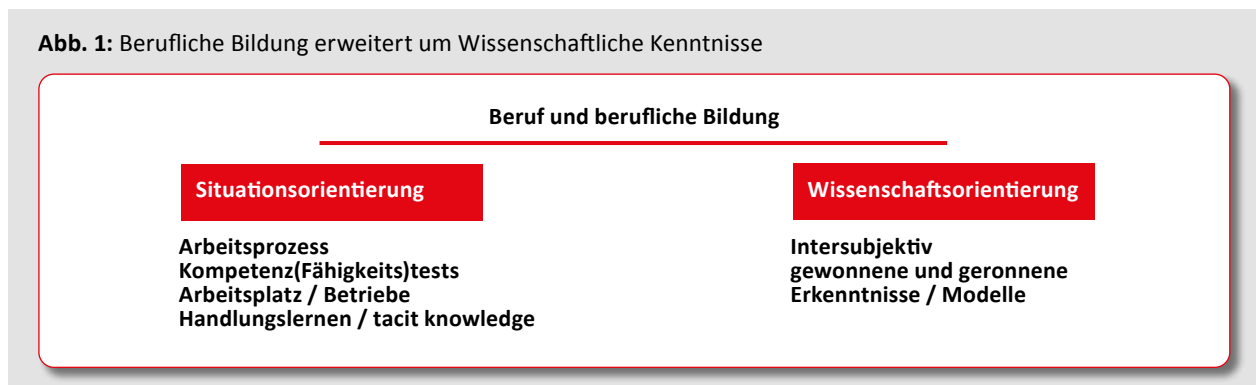 Abb. 1: Berufliche Bildung erweitert um Wissenschaftliche Kenntnisse
Beruf und berufliche Bildung
Situationsorientierung
Arbeitsprozess
Kompetenz(Fähigkeits)tests
Arbeitsplatz / Betriebe
Handlungslernen / tacit knowledge
Wissenschaftsorientierung
Intersubjektiv
gewonnene und geronnene
Erkenntnisse / Modelle